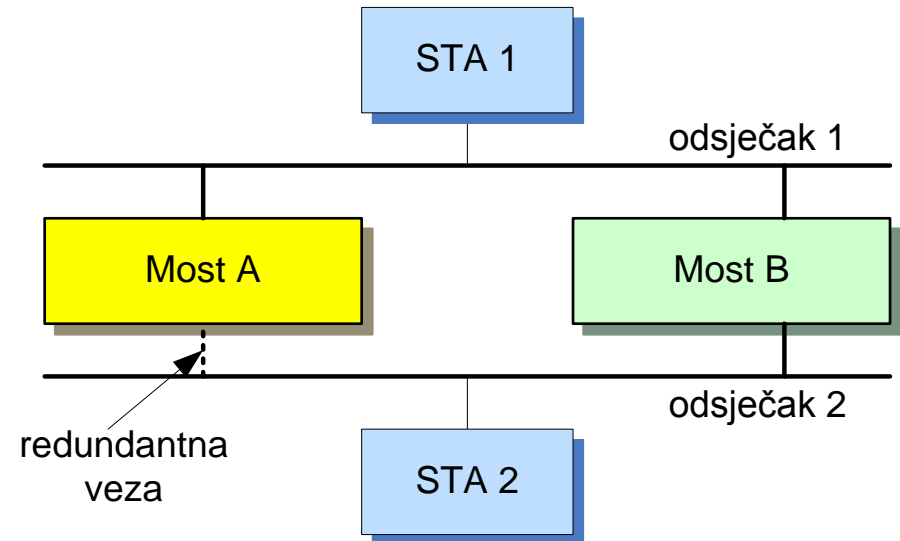 STA 1
odsječak 1
Most A
Most B
odsječak 2
redundantna
veza
STA 2